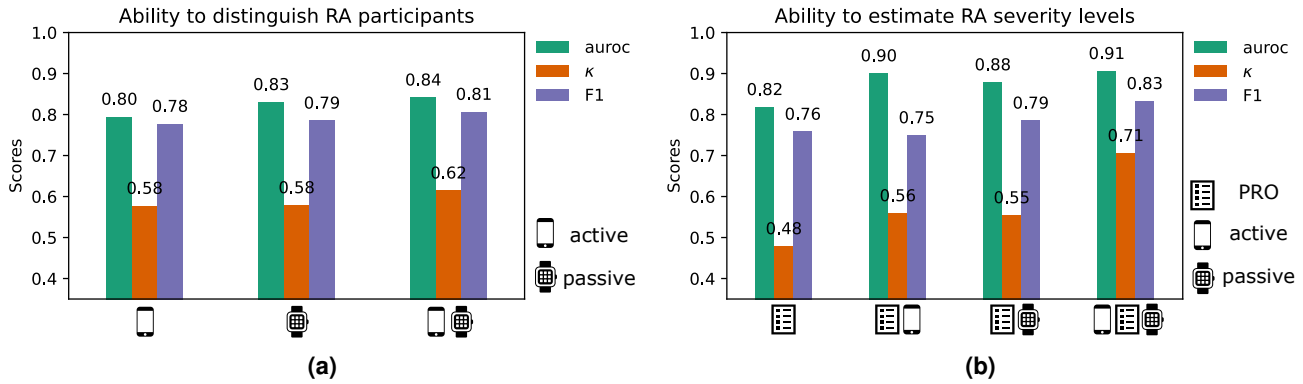 Ability to distinguish RA participants
Scores
1.0
0.9
0.8
0.7
0.6
0.5
0.4
0.80
0.58
0.78
0.83
0.58
0.79
0.84
0.62
0.81
auroc
κ
F1
active
passive
(a)
Ability to estimate RA severity levels
Scores
1.0
0.9
0.8
0.7
0.6
0.5
0.4
0.82
0.48
0.76
0.90
0.56
0.75
0.88
0.55
0.79
0.91
0.71
0.83
auroc
κ
F1
PRO
active
passive
(b)